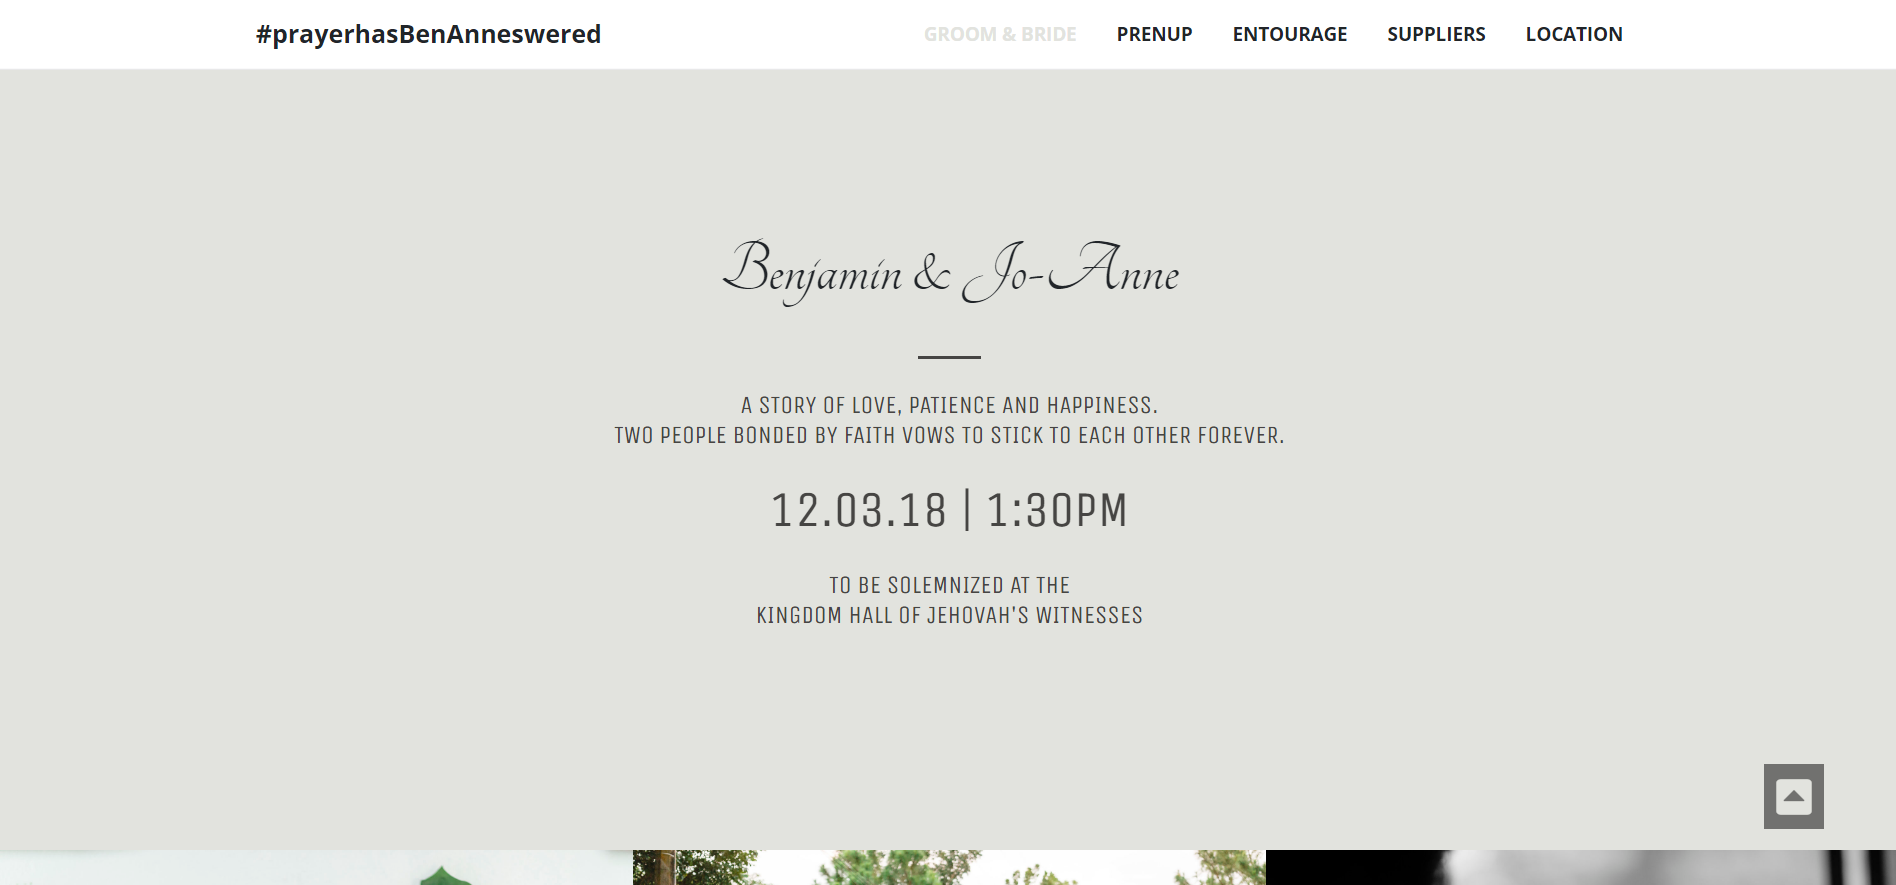 #prayerhasBenAnneswered
GROOM & BRIDE PRENUP ENTOURAGE SUPPLIERS LOCATION
Benjamin & Jo-Anne
A STORY OF LOVE, PATIENCE AND HAPPINESS.
TWO PEOPLE BONDED BY FAITH VOWS TO STICK TO EACH OTHER FOREVER.
12.03.18 | 1:30PM
TO BE SOLEMNIZED AT THE
KINGDOM HALL OF JEHOVAH'S WITNESSES